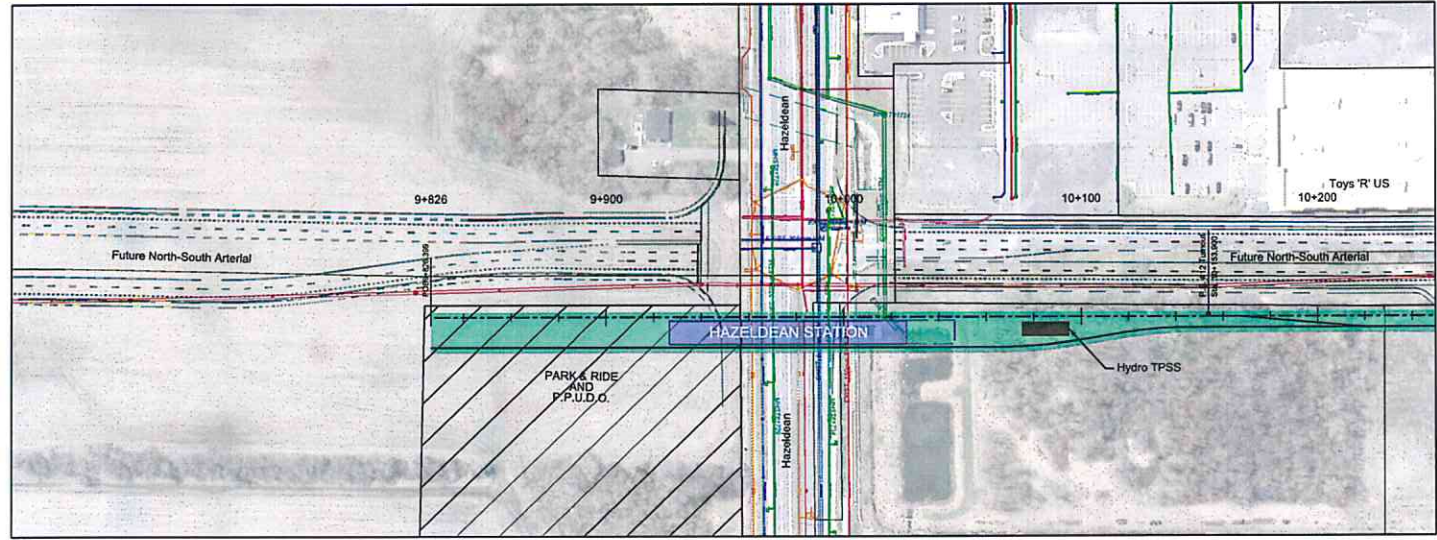 Hazeldean
Toys 'R' US
9+826
9+900
10+000
10+100
10+200
Future North-South Arterial
Future North-South Arterial
HAZELDEAN STATION
Hydro TPSS
PARK & RIDE
AND
P.P.U.D.O.
Hazeldean